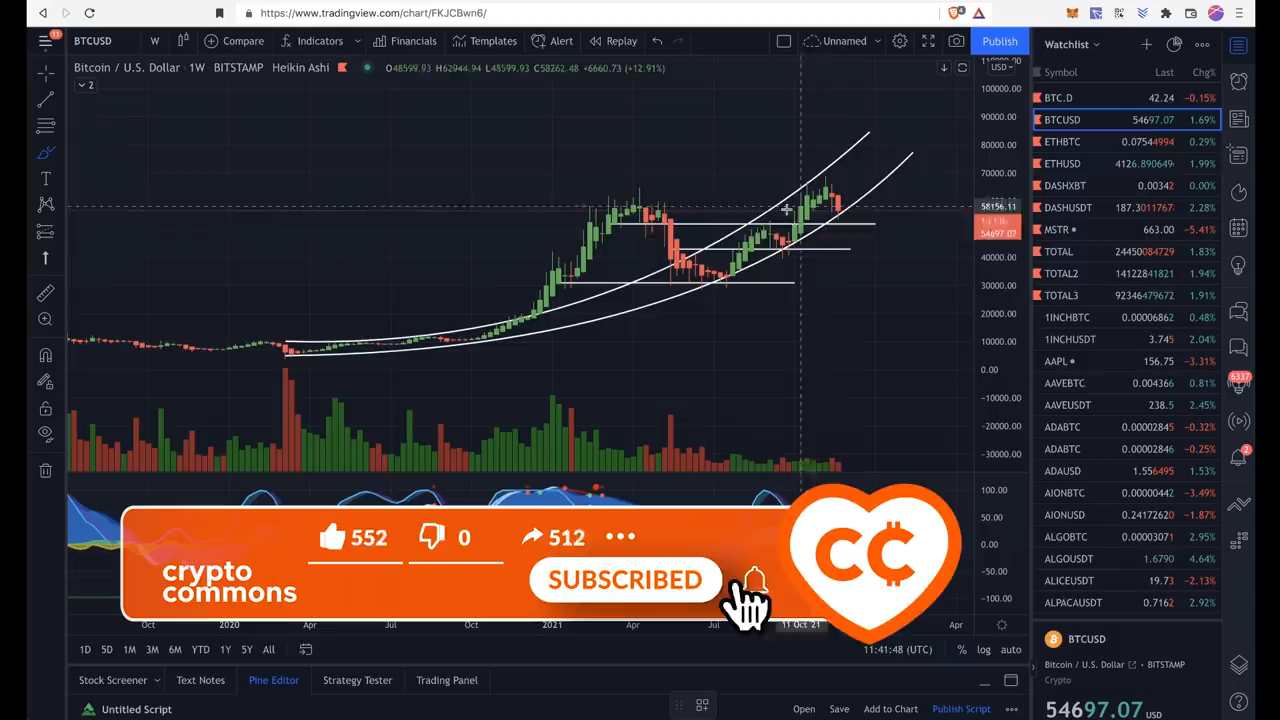 https://www.tradingview.com/chart/FKJCBwn6/
4
11
BTCUSD W Compare Indicators Financials Templates Alert Replay Unnamed Publish
Bitcoin / U.S. Dollar · 1W · BITSTAMP Heikin Ashi O48599.93 H62944.94 L48599.93 C58262.48 +6660.73 (+12.91%)
2
USD
110000.00
100000.00
90000.00
80000.00
70000.00
58156.11
54697.07
40000.00
30000.00
20000.00
10000.00
0.00
−10000.00
−20000.00
−30000.00
100.00
50.00
0.00
−50.00
−100.00
552 0 512
SUBSCRIBED
crypto
commons
CC
Oct 2020 Apr Jul Oct 2021 Apr Jul 11 Oct '21 Apr
1D 5D 1M 3M 6M YTD 1Y 5Y All 11:41:48 (UTC) % log auto
Stock Screener Text Notes Pine Editor Strategy Tester Trading Panel
Untitled Script Open Save Add to Chart Publish Script
Watchlist
Symbol Last Chg%
BTC.D 42.24 −0.15%
BTCUSD 54697.07 1.69%
ETHBTC 0.07544994 0.29%
ETHUSD 4126.890649 1.99%
DASHXBT 0.00342 0.00%
DASHUSDT 187.3011767 2.28%
MSTR 663.00 −5.41%
TOTAL 24450084729 1.83%
TOTAL2 14122841821 1.94%
TOTAL3 92346479672 1.91%
1INCHBTC 0.00006862 0.48%
1INCHUSDT 3.745 2.04%
AAPL 156.75 −3.31%
AAVEBTC 0.004366 0.81%
AAVEUSDT 238.5 2.45%
ADABTC 0.00002845 −0.32%
ADABTC 0.00002844 −0.25%
ADAUSD 1.556495 1.53%
AIONBTC 0.00000442 −3.49%
AIONUSD 0.2417262 −1.87%
ALGOBTC 0.00003071 2.95%
ALGOUSDT 1.6790 4.64%
ALICEUSDT 19.73 −2.13%
ALPACAUSDT 0.7162 2.92%
6337
2
BTCUSD
Bitcoin / U.S. Dollar BITSTAMP
Crypto
54697.07 USD